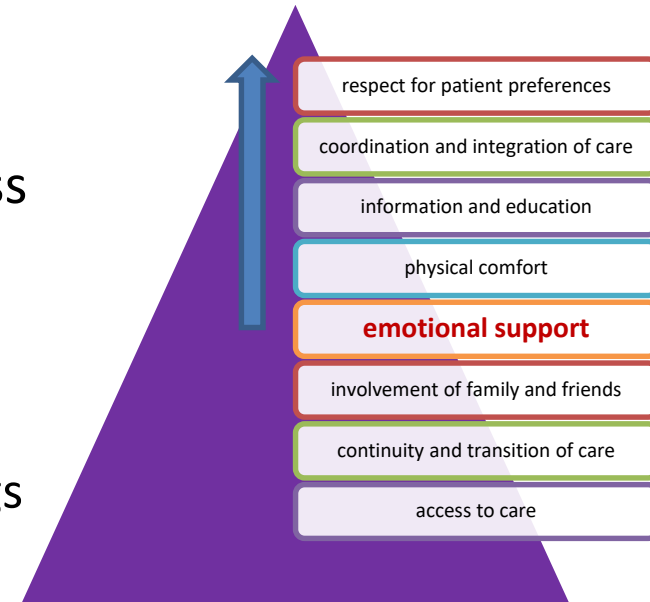 respect for patient preferences
coordination and integration of care
information and education
physical comfort
emotional support
involvement of family and friends
continuity and transition of care
access to care